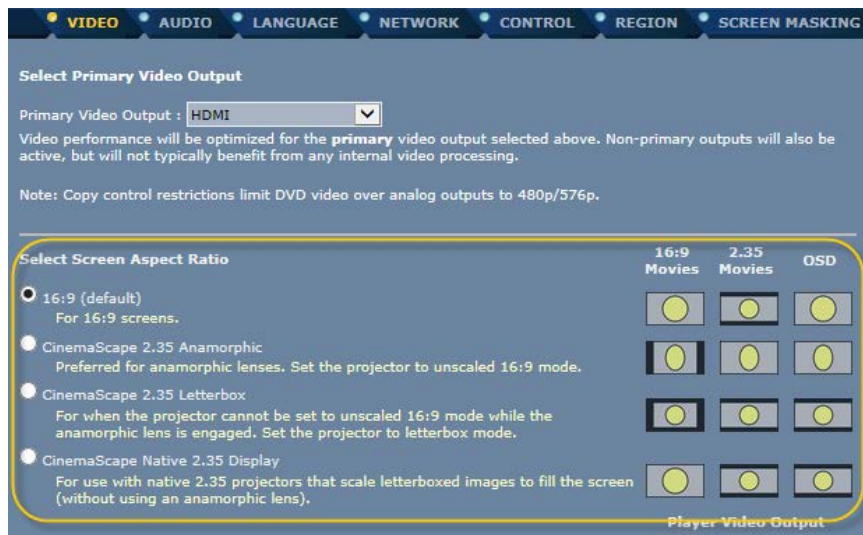 VIDEO AUDIO LANGUAGE NETWORK CONTROL REGION SCREEN MASKING
Select Primary Video Output
Primary Video Output : HDMI
Video performance will be optimized for the primary video output selected above. Non-primary outputs will also be
active, but will not typically benefit from any internal video processing.
Note: Copy control restrictions limit DVD video over analog outputs to 480p/576p.
Select Screen Aspect Ratio
16:9 Movies
2.35 Movies
OSD
16:9 (default)
For 16:9 screens.
CinemaScape 2.35 Anamorphic
Preferred for anamorphic lenses. Set the projector to unscaled 16:9 mode.
CinemaScape 2.35 Letterbox
For when the projector cannot be set to unscaled 16:9 mode while the
anamorphic lens is engaged. Set the projector to letterbox mode.
CinemaScape Native 2.35 Display
For use with native 2.35 projectors that scale letterboxed images to fill the screen
(without using an anamorphic lens).
Player Video Output